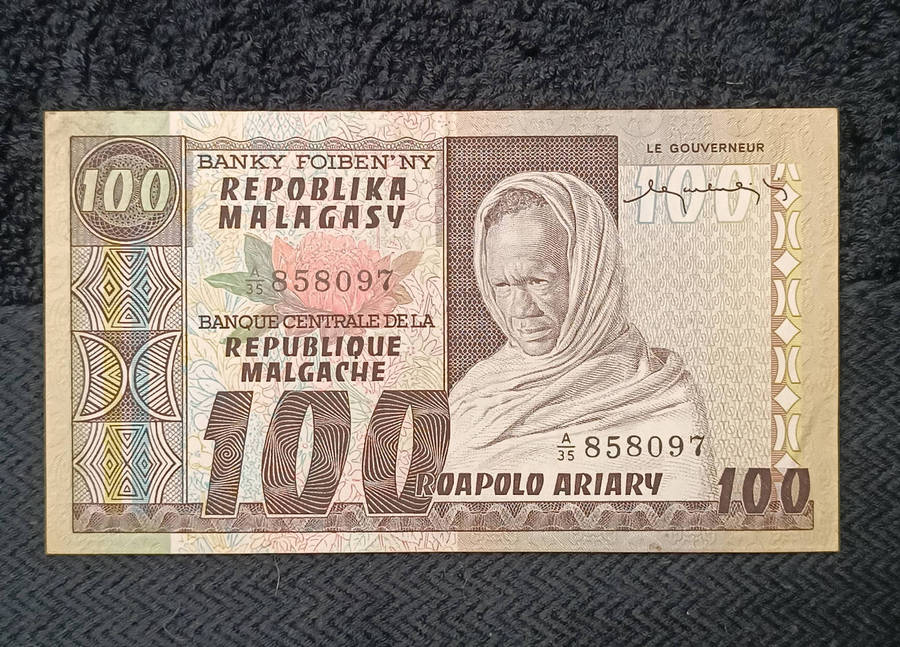 100
BANKY FOIBEN'NY
REPOBLIKA
MALAGASY
A/35 858097
BANQUE CENTRALE DE LA
REPUBLIQUE
MALGACHE
100
ROAPOLO ARIARY
LE GOUVERNEUR
100
A/35 858097
100